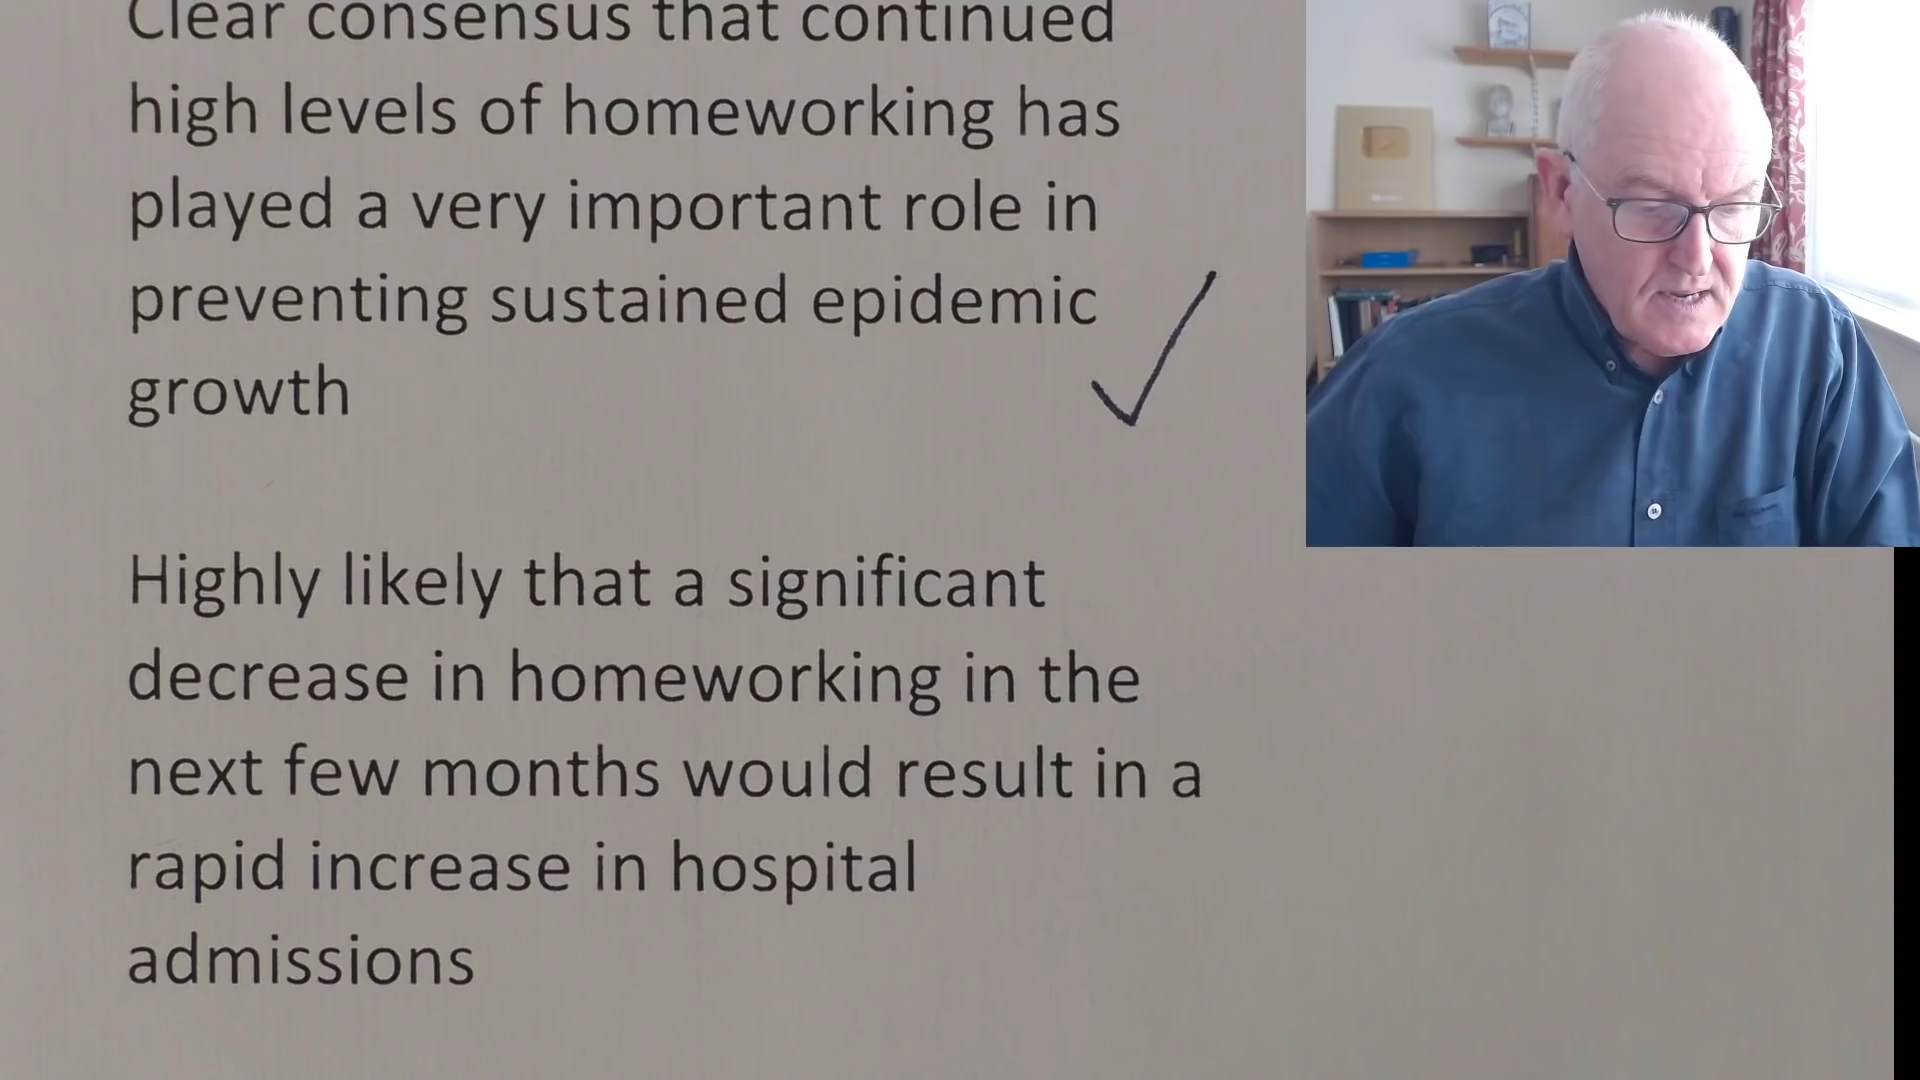 Clear consensus that continued
high levels of homeworking has
played a very important role in
preventing sustained epidemic
growth
Highly likely that a significant
decrease in homeworking in the
next few months would result in a
rapid increase in hospital
admissions